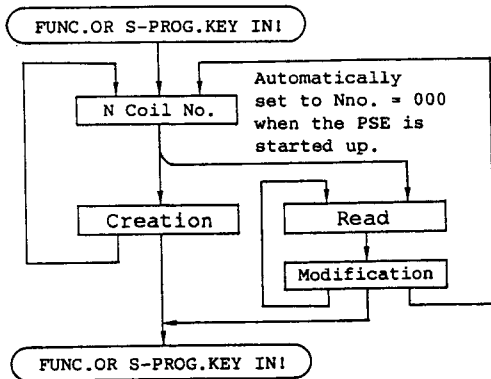 FUNC.OR S-PROG.KEY IN!
Automatically
set to Nno. = 000
when the PSE is
started up.
N Coil No.
Creation
Read
Modification
FUNC.OR S-PROG.KEY IN!